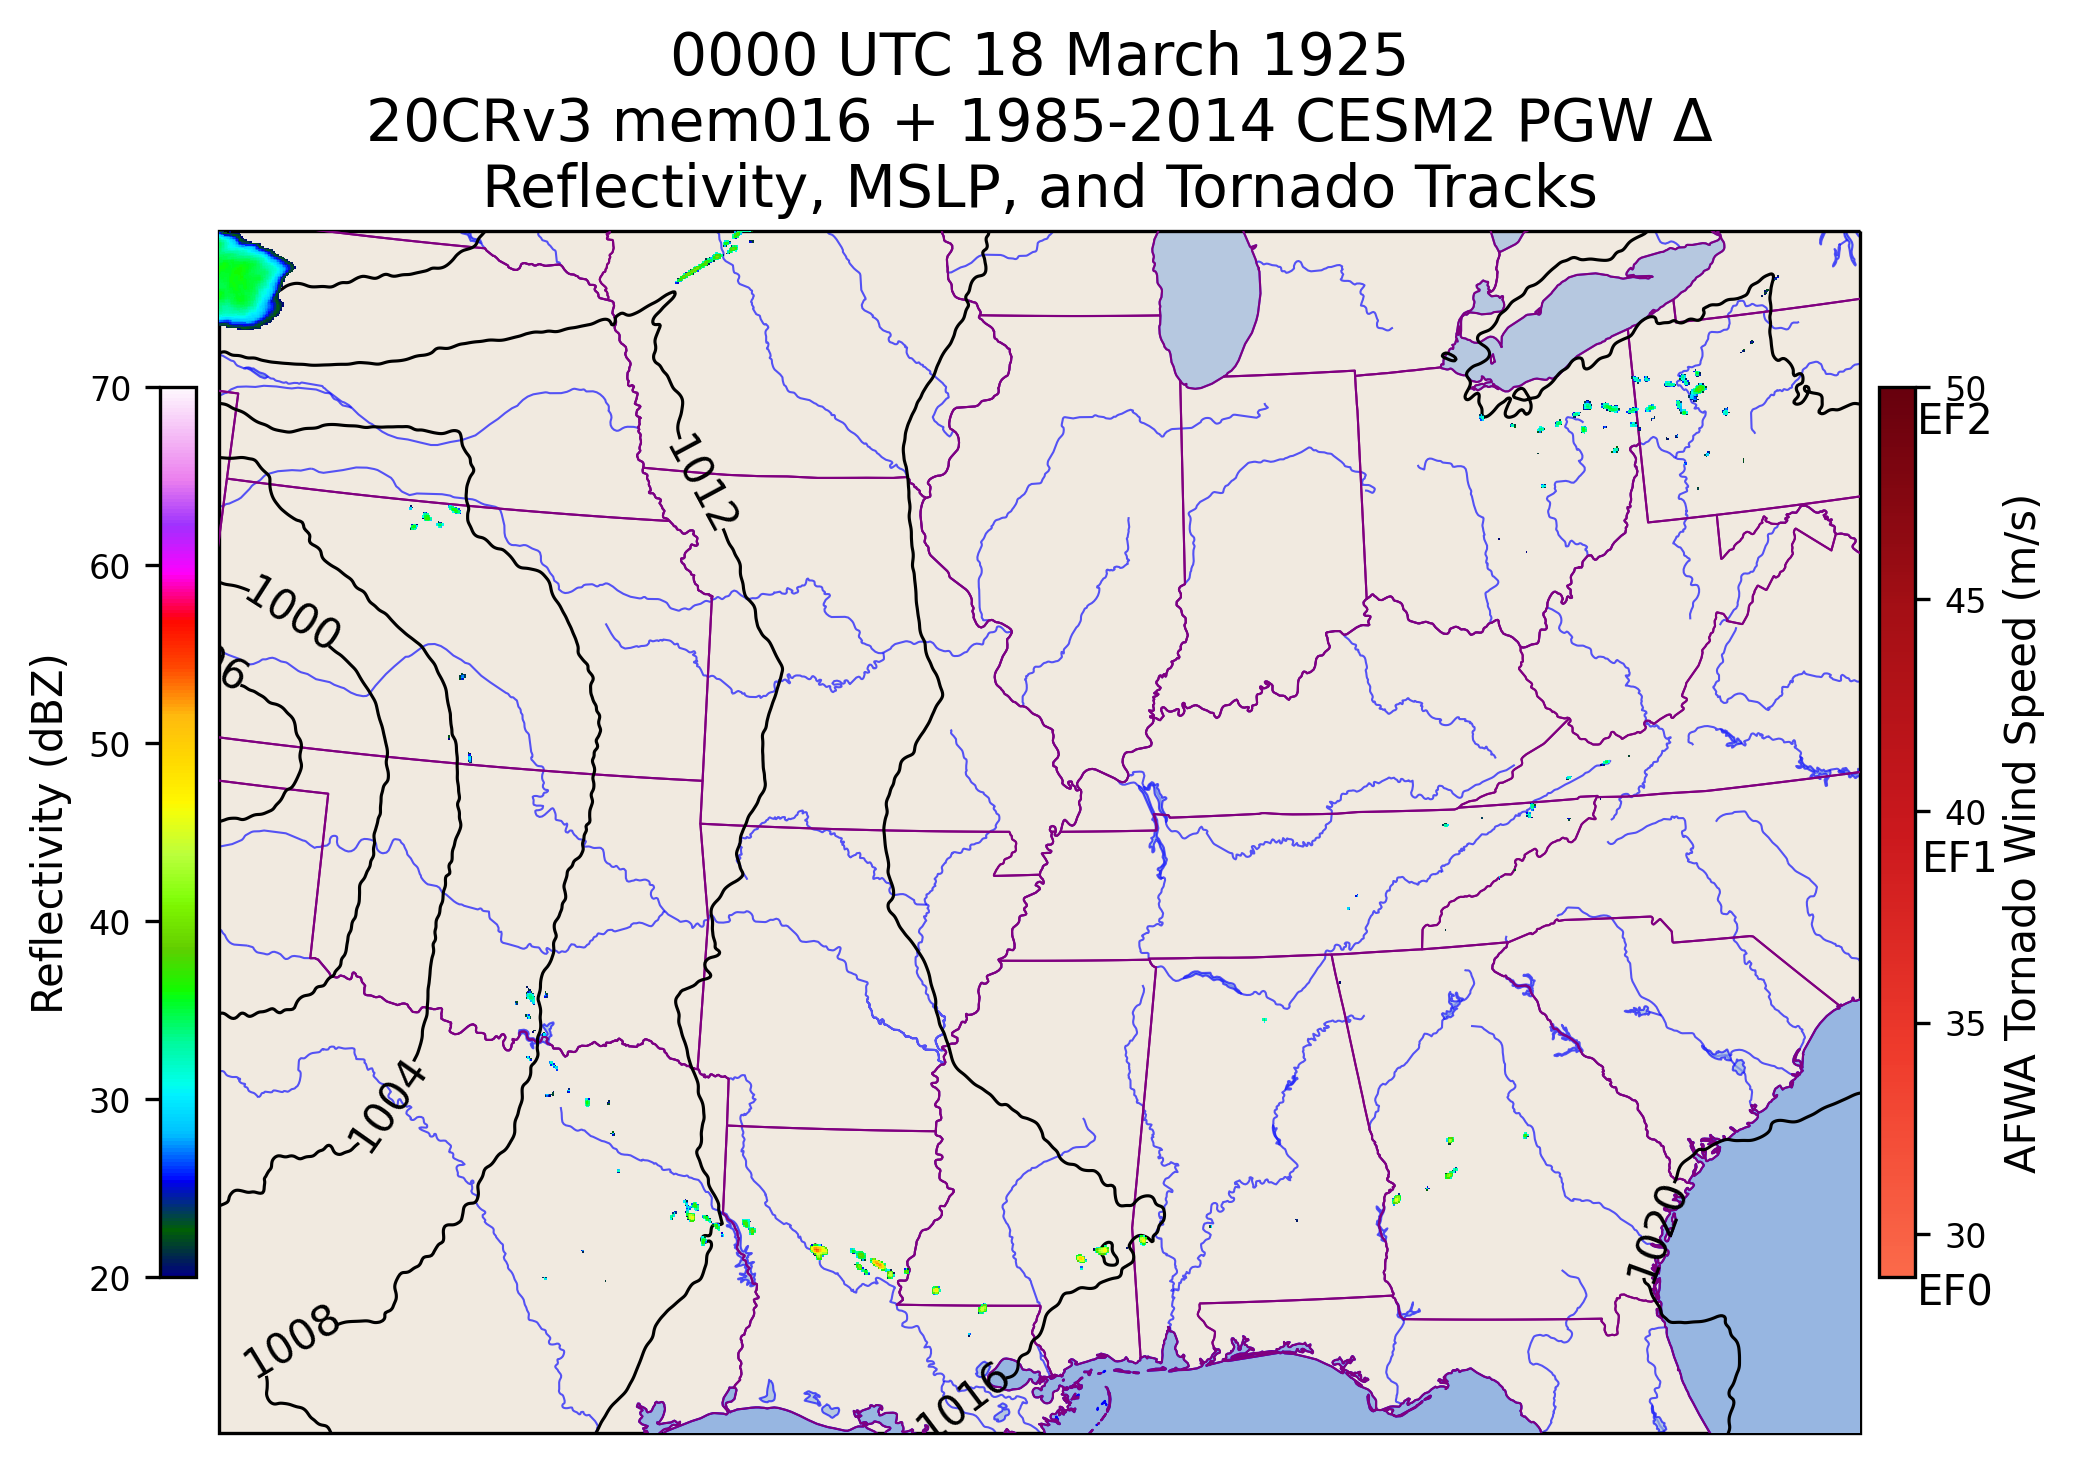 0000 UTC 18 March 1925
20CRv3 mem016 + 1985-2014 CESM2 PGW Δ
Reflectivity, MSLP, and Tornado Tracks
Reflectivity (dBZ)
70
60
50
40
30
20
1012
1000
1004
1008
1016
1020
50
EF2
45
40
EF1
35
30
EF0
AFWA Tornado Wind Speed (m/s)